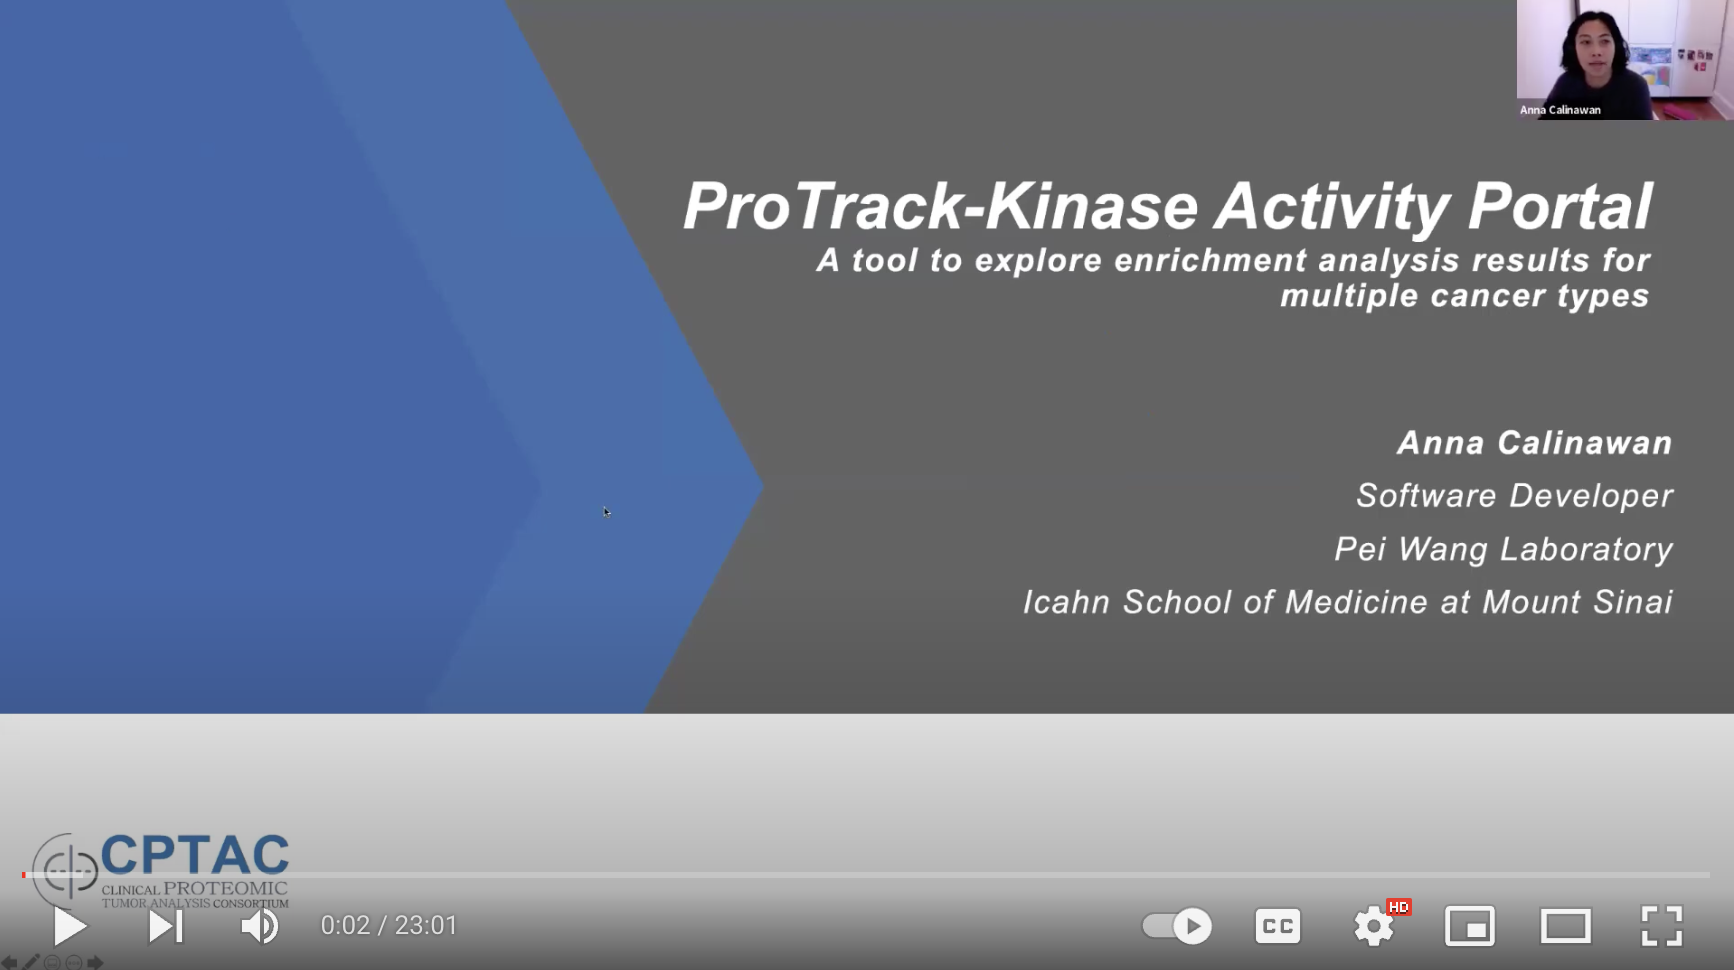 Anna Calinawan
ProTrack-Kinase Activity Portal
A tool to explore enrichment analysis results for
multiple cancer types
Anna Calinawan
Software Developer
Pei Wang Laboratory
Icahn School of Medicine at Mount Sinai
CPTAC
CLINICAL PROTEOMIC
TUMOR ANALYSIS CONSORTIUM
0:02 / 23:01
CC
HD